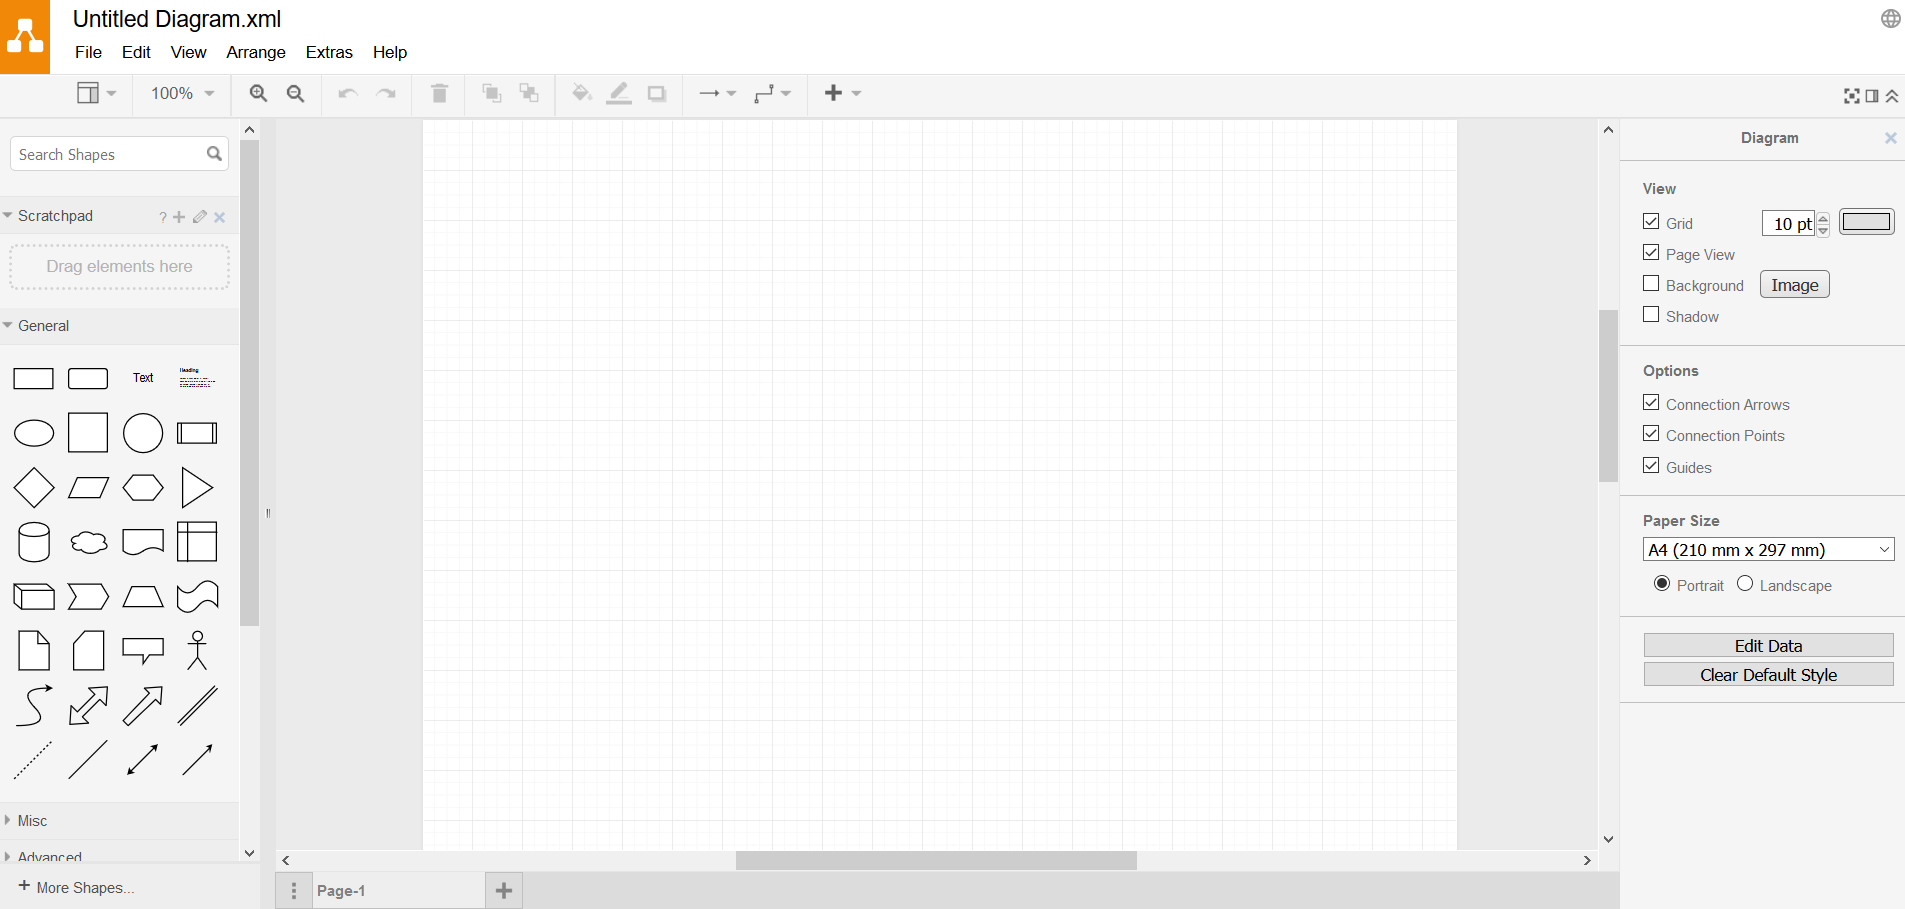 Untitled Diagram.xml
File Edit View Arrange Extras Help
100%
Search Shapes
Scratchpad ?
Drag elements here
General
Text
Heading
Misc
Advanced
More Shapes...
Page-1
Diagram
View
Grid 10 pt
Page View
Background Image
Shadow
Options
Connection Arrows
Connection Points
Guides
Paper Size
A4 (210 mm x 297 mm)
Portrait Landscape
Edit Data
Clear Default Style